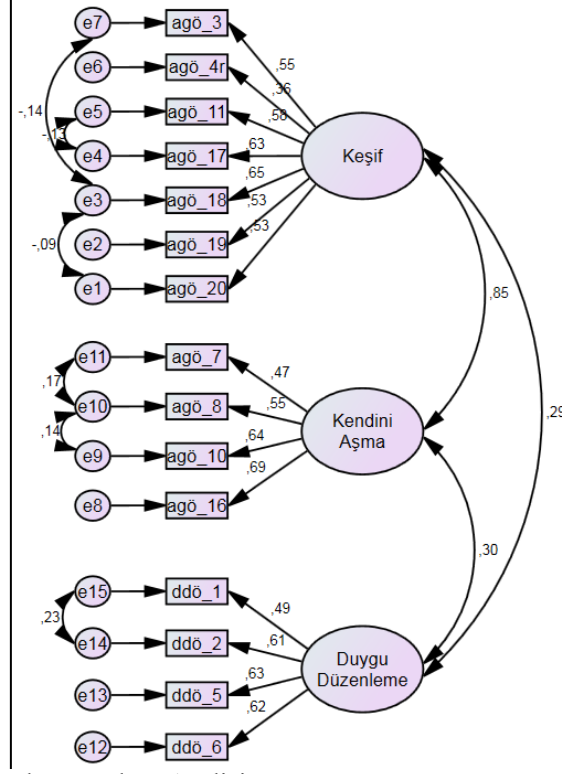 e7 agö_3
,55
e6 agö_4r
,36
-,14
e5 agö_11
,58
-,13
e4 agö_17
,63
Keşif
,65
e3 agö_18
,53
-,09
e2 agö_19
,53
e1 agö_20
,85
e11 agö_7
,47
,17
e10 agö_8
,55
,29
Kendini
Aşma
,14
,64
e9 agö_10
,69
e8 agö_16
,30
e15 ddö_1
,49
,23
,61
e14 ddö_2
Duygu
Düzenleme
,63
e13 ddö_5
,62
e12 ddö_6